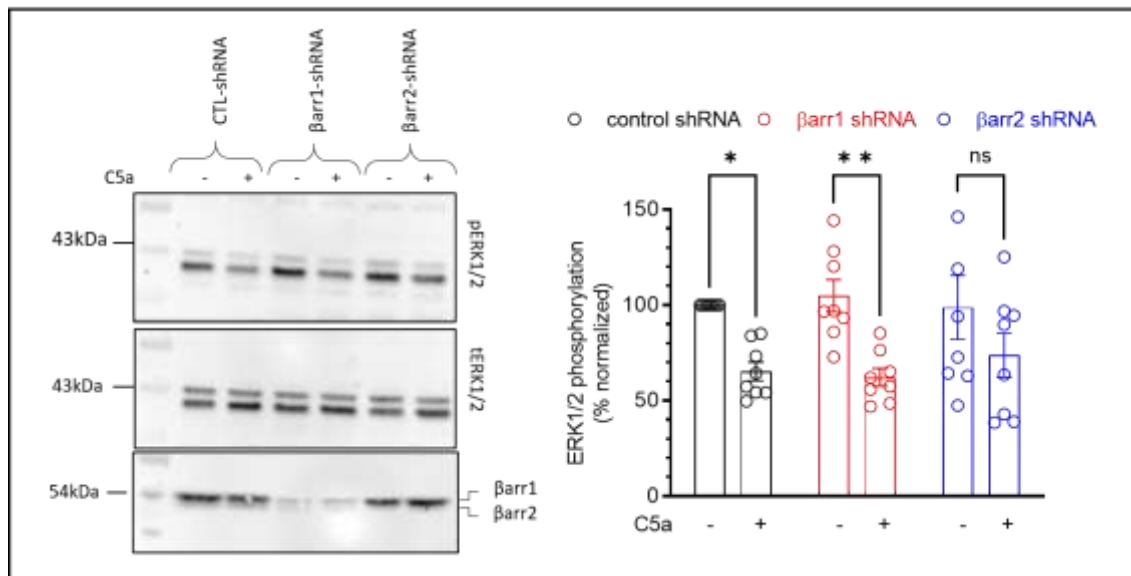 CTL-shRNA
βarr1-shRNA
βarr2-shRNA
C5a - + - + - +
43kDa
pERK1/2
43kDa
tERK1/2
54kDa
βarr1
βarr2
control shRNA βarr1 shRNA βarr2 shRNA
* ** ns
ERK1/2 phosphorylation
(% normalized)
150
100
50
0
C5a - + - + - +